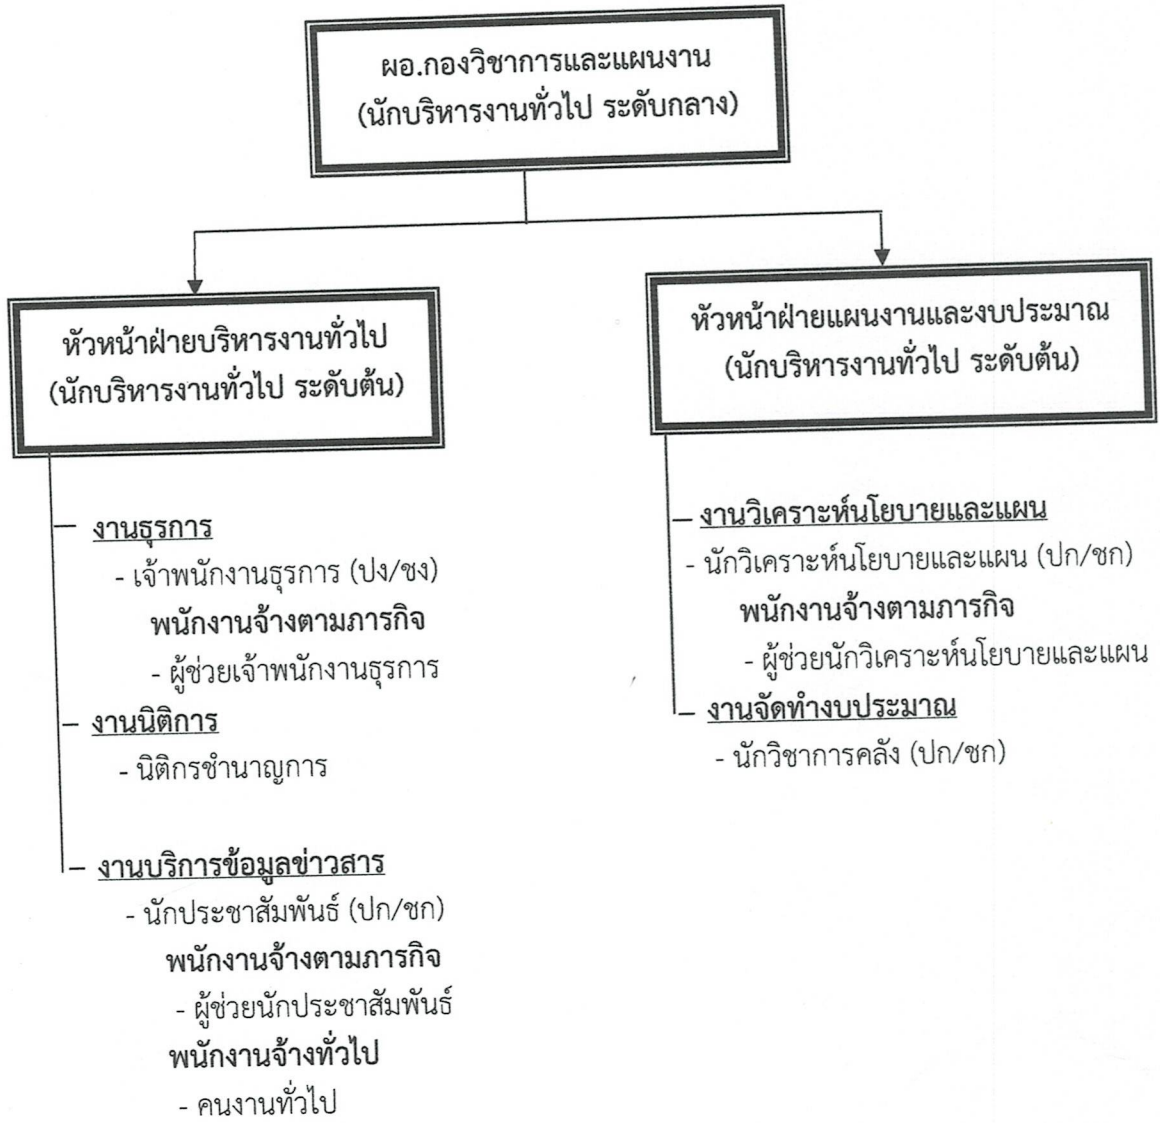 ผอ.กองวิชาการและแผนงาน
(นักบริหารงานทั่วไป ระดับกลาง)
หัวหน้าฝ่ายบริหารงานทั่วไป
(นักบริหารงานทั่วไป ระดับต้น)
– งานธุรการ
- เจ้าพนักงานธุรการ (ปง/ชง)
พนักงานจ้างตามภารกิจ
- ผู้ช่วยเจ้าพนักงานธุรการ
– งานนิติการ
- นิติกรชำนาญการ
– งานบริการข้อมูลข่าวสาร
- นักประชาสัมพันธ์ (ปก/ชก)
พนักงานจ้างตามภารกิจ
- ผู้ช่วยนักประชาสัมพันธ์
พนักงานจ้างทั่วไป
- คนงานทั่วไป
หัวหน้าฝ่ายแผนงานและงบประมาณ
(นักบริหารงานทั่วไป ระดับต้น)
– งานวิเคราะห์นโยบายและแผน
- นักวิเคราะห์นโยบายและแผน (ปก/ชก)
พนักงานจ้างตามภารกิจ
- ผู้ช่วยนักวิเคราะห์นโยบายและแผน
– งานจัดทำงบประมาณ
- นักวิชาการคลัง (ปก/ชก)